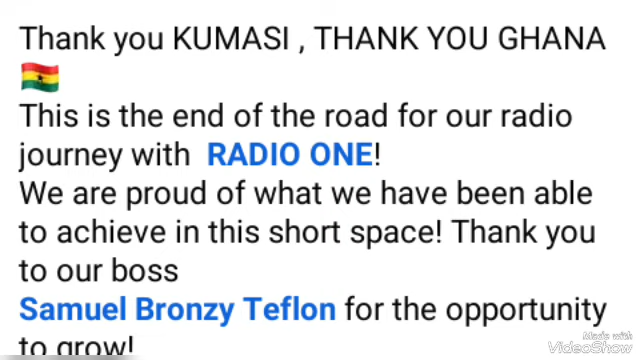 Thank you KUMASI , THANK YOU GHANA
🇬🇭
This is the end of the road for our radio
journey with RADIO ONE!
We are proud of what we have been able
to achieve in this short space! Thank you
to our boss
Samuel Bronzy Teflon for the opportunity
to grow!
Made with
VideoShow